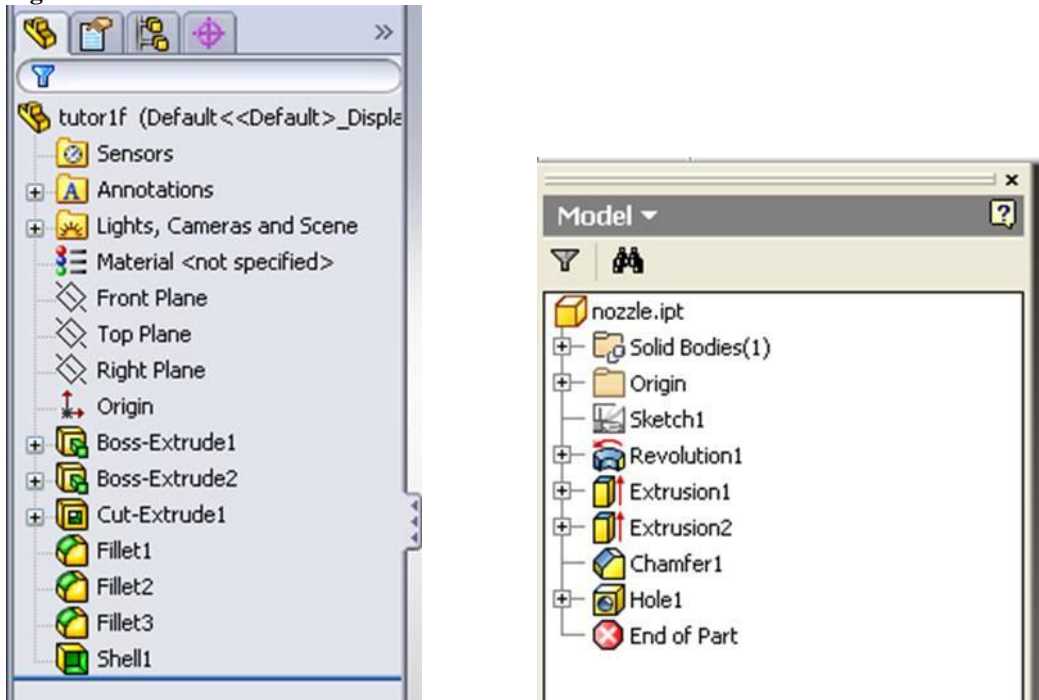 tutor1f (Default<<Default>_Displa
Sensors
A Annotations
Lights, Cameras and Scene
Material <not specified>
Front Plane
Top Plane
Right Plane
Origin
Boss-Extrude1
Boss-Extrude2
Cut-Extrude1
Fillet1
Fillet2
Fillet3
Shell1
Model
nozzle.ipt
Solid Bodies(1)
Origin
Sketch1
Revolution1
Extrusion1
Extrusion2
Chamfer1
Hole1
End of Part